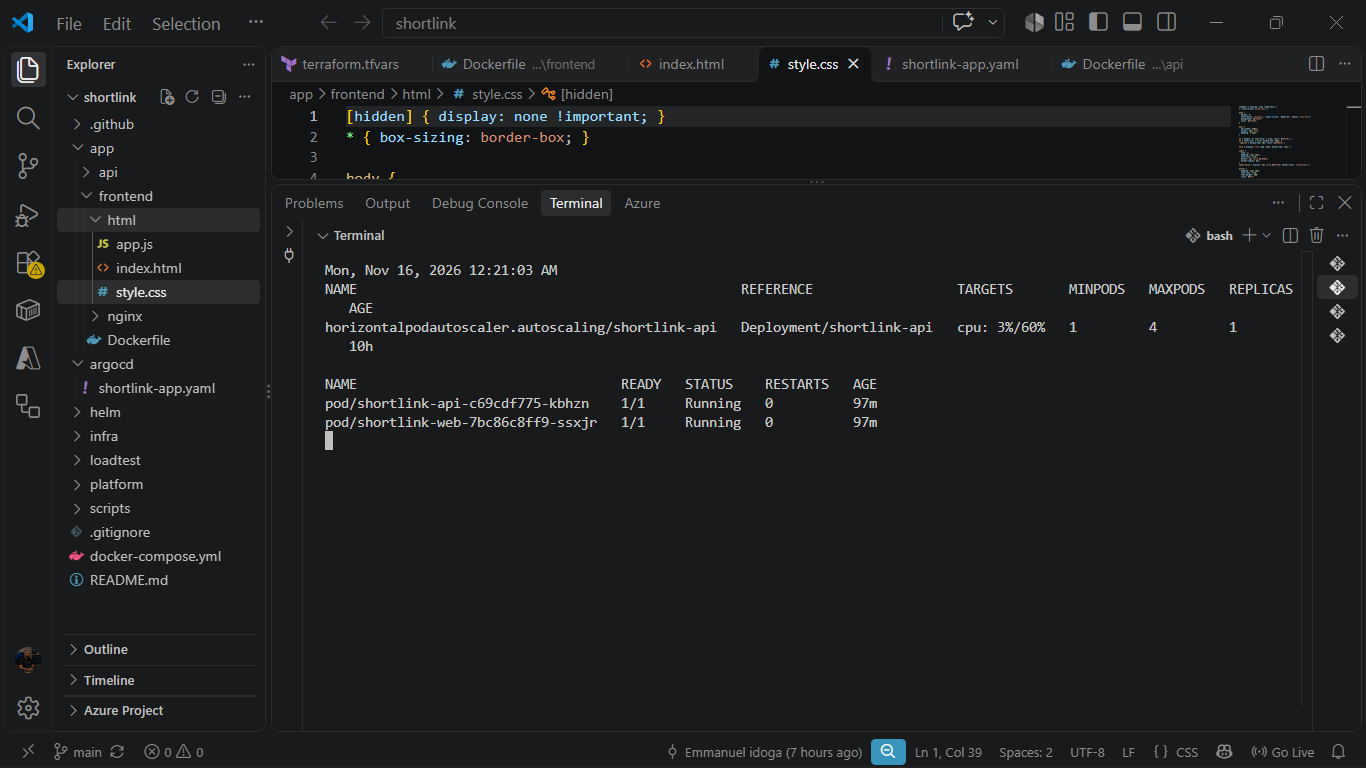 File Edit Selection ···
shortlink
Explorer
shortlink
.github
app
api
frontend
html
JS app.js
<> index.html
# style.css
nginx
Dockerfile
argocd
! shortlink-app.yaml
helm
infra
loadtest
platform
scripts
.gitignore
docker-compose.yml
README.md
Outline
Timeline
Azure Project
terraform.tfvars Dockerfile ...\frontend <> index.html # style.css ! shortlink-app.yaml Dockerfile ...\api
app > frontend > html > # style.css > [hidden]
1 [hidden] { display: none !important; }
2 * { box-sizing: border-box; }
3
4 body {
Problems Output Debug Console Terminal Azure
Terminal
bash
Mon, Nov 16, 2026 12:21:03 AM
NAME REFERENCE TARGETS MINPODS MAXPODS REPLICAS
AGE
horizontalpodautoscaler.autoscaling/shortlink-api Deployment/shortlink-api cpu: 3%/60% 1 4 1
10h
NAME READY STATUS RESTARTS AGE
pod/shortlink-api-c69cdf775-kbhzn 1/1 Running 0 97m
pod/shortlink-web-7bc86c8ff9-ssxjr 1/1 Running 0 97m
main 0 0 Emmanuel idoga (7 hours ago) Ln 1, Col 39 Spaces: 2 UTF-8 LF {} CSS Go Live